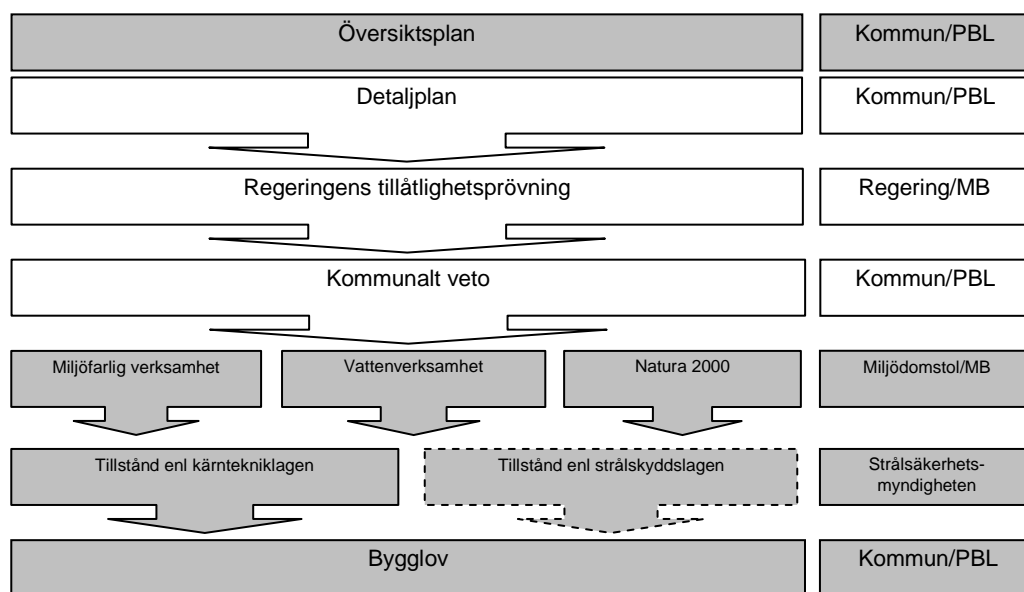 Översiktsplan
Kommun/PBL
Detaljplan
Kommun/PBL
Regeringens tillåtlighetsprövning
Regering/MB
Kommunalt veto
Kommun/PBL
Miljöfarlig verksamhet
Vattenverksamhet
Natura 2000
Miljödomstol/MB
Tillstånd enl kärntekniklagen
Tillstånd enl strålskyddslagen
Strålsäkerhets-
myndigheten
Bygglov
Kommun/PBL